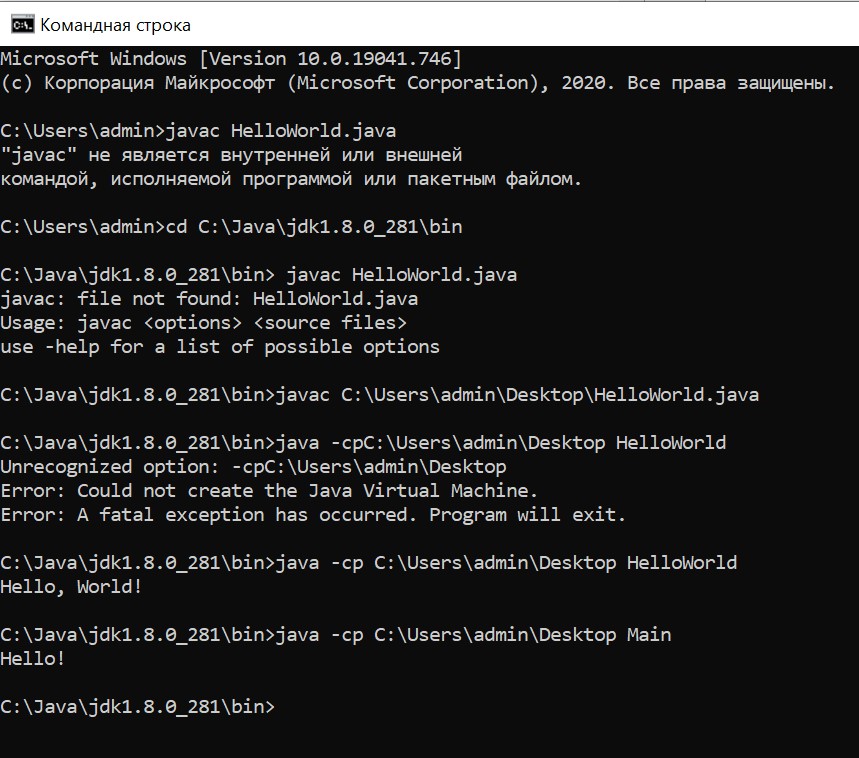 Командная строка
Microsoft Windows [Version 10.0.19041.746]
(c) Корпорация Майкрософт (Microsoft Corporation), 2020. Все права защищены.
C:\Users\admin>javac HelloWorld.java
"javac" не является внутренней или внешней
командой, исполняемой программой или пакетным файлом.
C:\Users\admin>cd C:\Java\jdk1.8.0_281\bin
C:\Java\jdk1.8.0_281\bin> javac HelloWorld.java
javac: file not found: HelloWorld.java
Usage: javac <options> <source files>
use -help for a list of possible options
C:\Java\jdk1.8.0_281\bin>javac C:\Users\admin\Desktop\HelloWorld.java
C:\Java\jdk1.8.0_281\bin>java -cpC:\Users\admin\Desktop HelloWorld
Unrecognized option: -cpC:\Users\admin\Desktop
Error: Could not create the Java Virtual Machine.
Error: A fatal exception has occurred. Program will exit.
C:\Java\jdk1.8.0_281\bin>java -cp C:\Users\admin\Desktop HelloWorld
Hello, World!
C:\Java\jdk1.8.0_281\bin>java -cp C:\Users\admin\Desktop Main
Hello!
C:\Java\jdk1.8.0_281\bin>